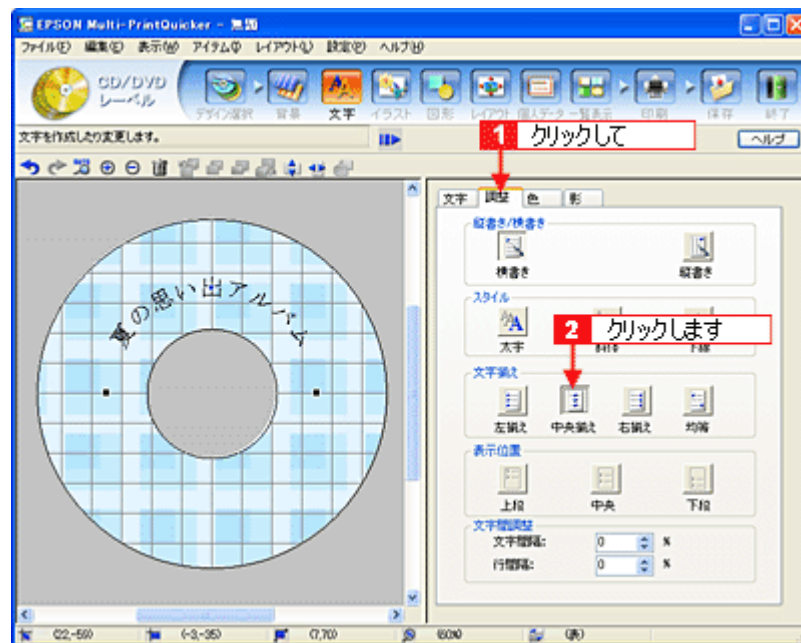 EPSON Multi-PrintQuicker - 無題
ファイル(F) 編集(E) 表示(W) アイテム(I) レイアウト(L) 設定(P) ヘルプ(H)
CD/DVD
レーベル
デザイン選択 背景 文字 イラスト 図形 レイアウト 個人データ 一覧表示 印刷 保存 終了
文字を作成したり変更します。
ヘルプ
1 クリックして
文字 調整 色 影
縦書き/横書き
横書き 縦書き
スタイル
太字
2 クリックします
文字揃え
左揃え 中央揃え 右揃え 均等
表示位置
上段 中央 下段
文字間調整
文字間隔: 0 %
行間隔: 0 %
夏の思い出アルバム
(22,-59) (-3,-35) (7,70) (60%) (表)